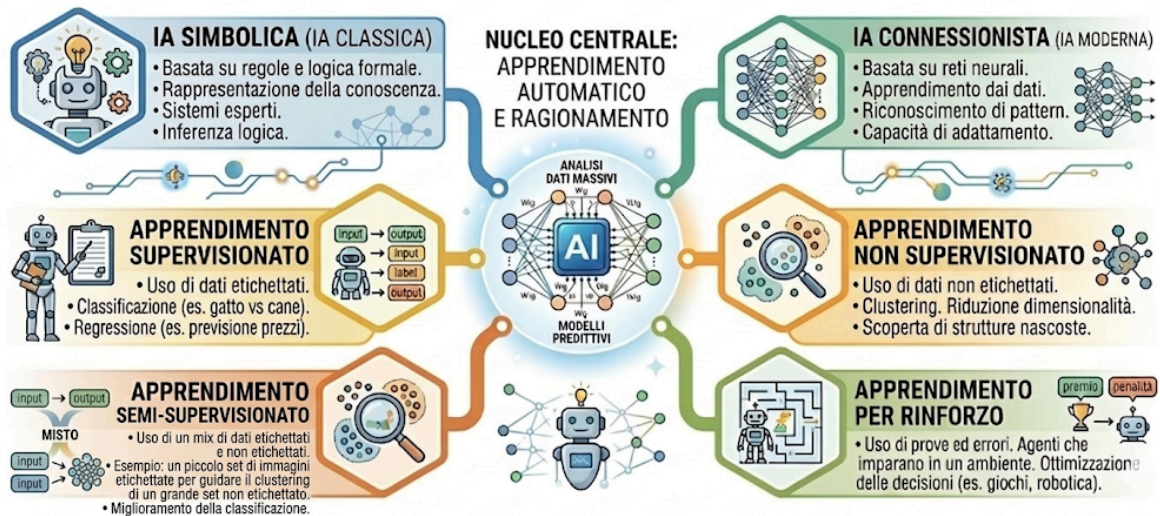 IA SIMBOLICA (IA CLASSICA)
• Basata su regole e logica formale.
• Rappresentazione della conoscenza.
• Sistemi esperti.
• Inferenza logica.
NUCLEO CENTRALE:
APPRENDIMENTO
AUTOMATICO
E RAGIONAMENTO
IA CONNESSIONISTA (IA MODERNA)
• Basata su reti neurali.
• Apprendimento dai dati.
• Riconoscimento di pattern.
• Capacità di adattamento.
ANALISI
DATI MASSIVI
AI
MODELLI
PREDITTIVI
APPRENDIMENTO
SUPERVISIONATO
• Uso di dati etichettati.
• Classificazione (es. gatto vs cane).
• Regressione (es. previsione prezzi).
input → output
input
label
output
APPRENDIMENTO
NON SUPERVISIONATO
• Uso di dati non etichettati.
• Clustering. Riduzione dimensionalità.
• Scoperta di strutture nascoste.
input → output
MISTO
input
input
APPRENDIMENTO
SEMI-SUPERVISIONATO
• Uso di un mix di dati etichettati
e non etichettati.
• Esempio: un piccolo set di immagini
etichettate per guidare il clustering
di un grande set non etichettato.
• Miglioramento della classificazione.
APPRENDIMENTO
PER RINFORZO
• Uso di prove ed errori. Agenti che
imparano in un ambiente. Ottimizzazione
delle decisioni (es. giochi, robotica).
premio
penalità